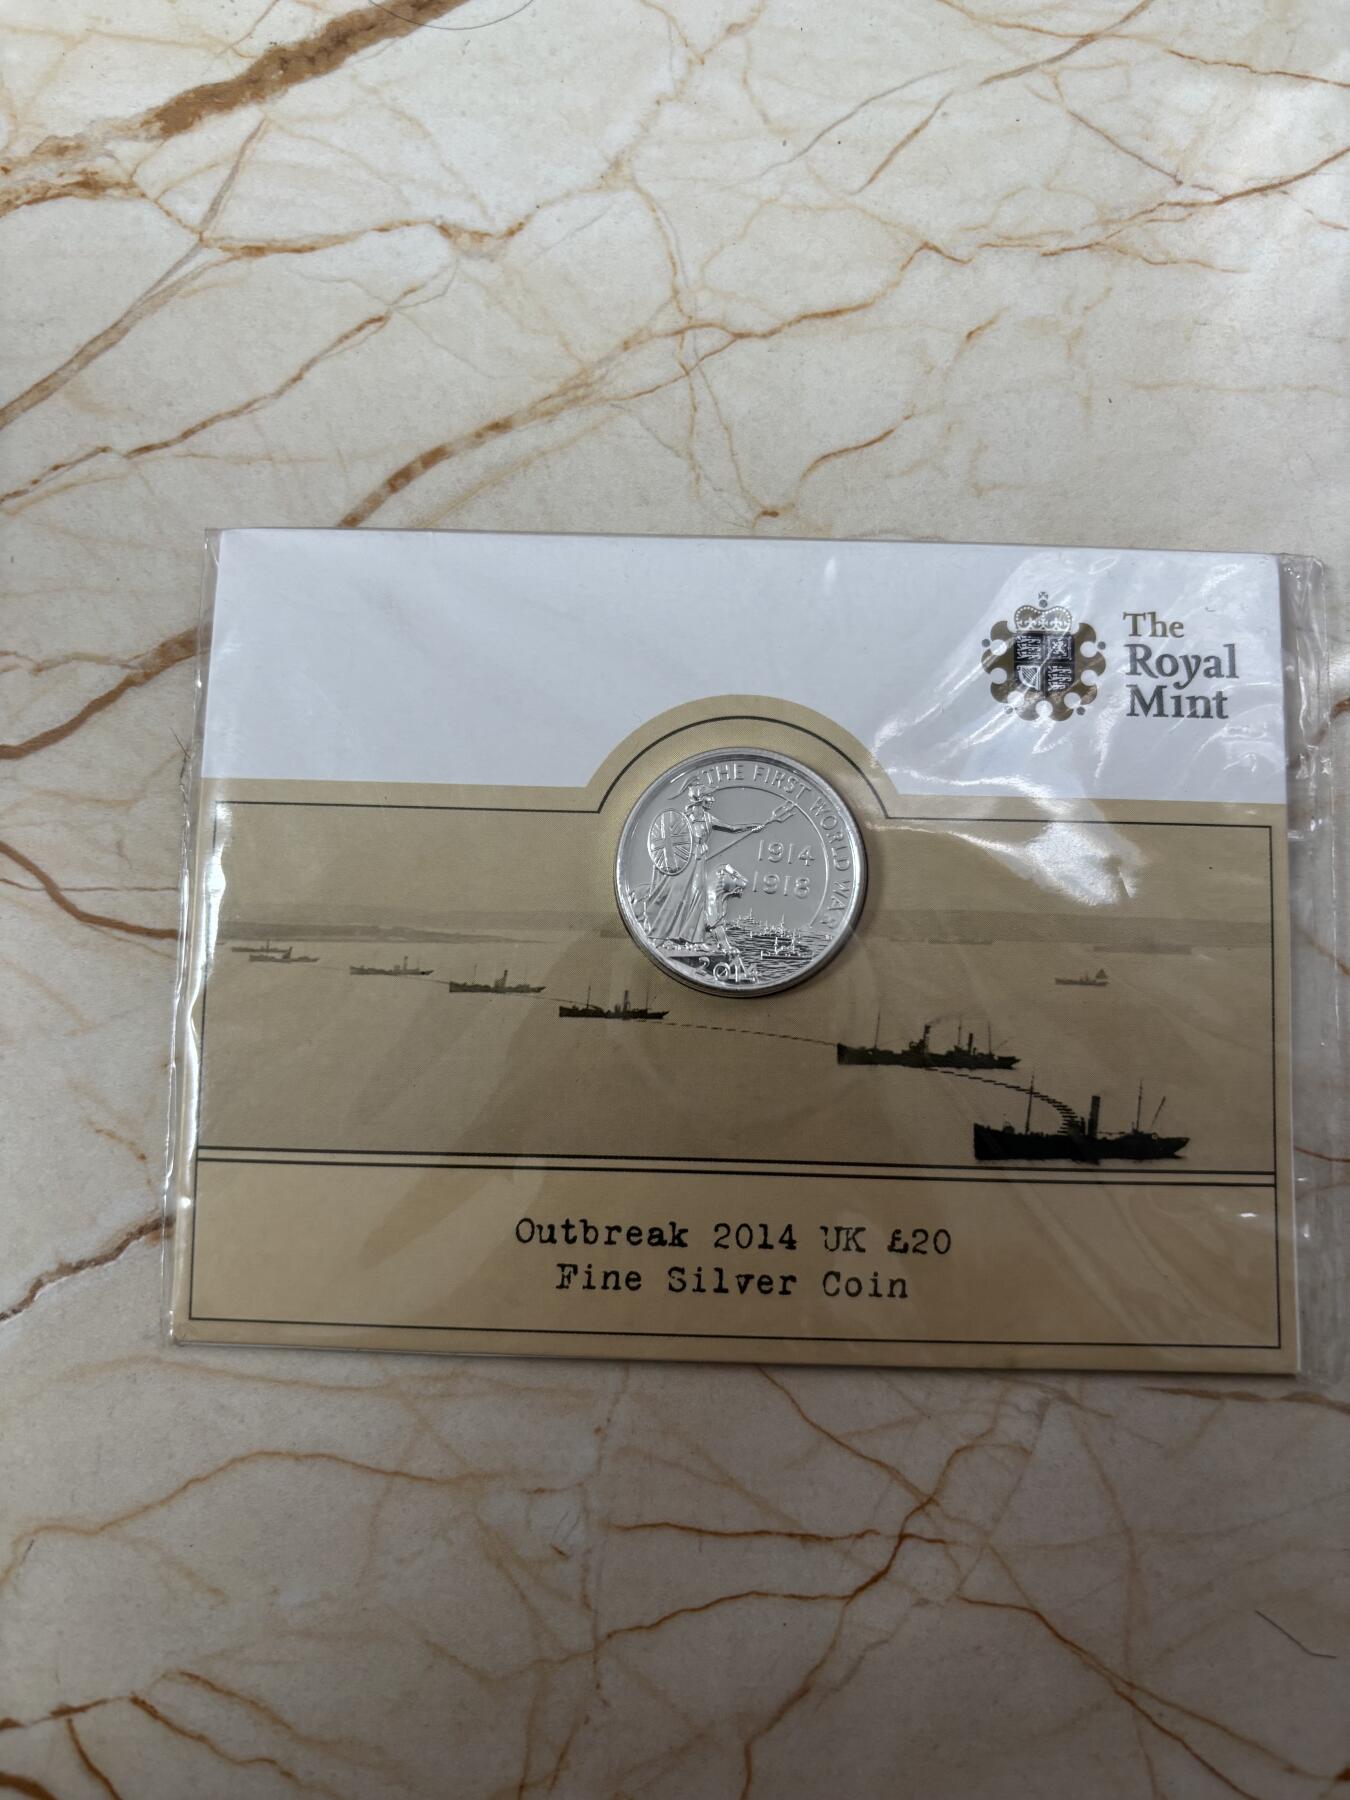 The
Royal
Mint
THE FIRST WORLD WAR
1914
1918
2014
Outbreak 2014 UK £20
Fine Silver Coin